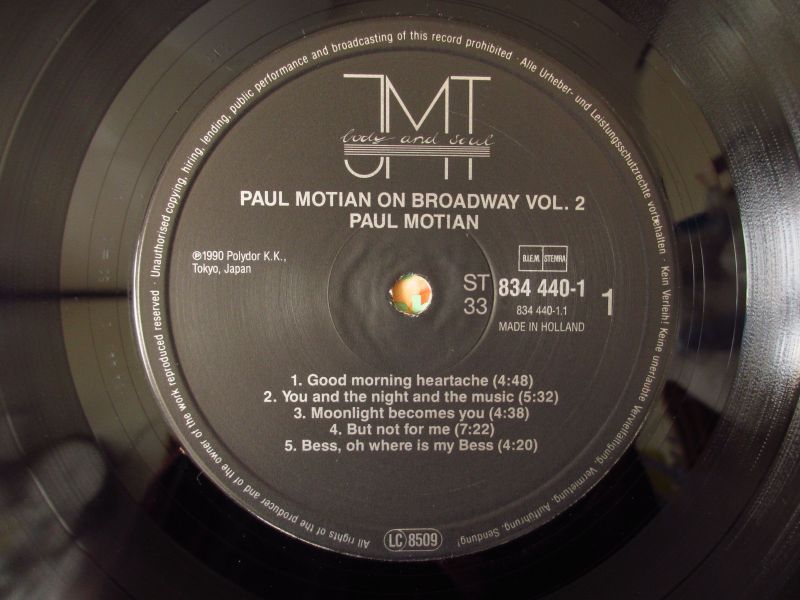 Unauthorised copying, hiring, lending, public performance and broadcasting of this record prohibited · Alle Urheber- und Leistungsschutzrechte vorbehalten · Kein Verleih! Keine unerlaubte Vervielfältigung, Vermietung, Aufführung, Sendung!
JMT
body and soul
PAUL MOTIAN ON BROADWAY VOL. 2
PAUL MOTIAN
℗1990 Polydor K.K.,
Tokyo, Japan
B.I.E.M. STEMRA
ST
33
834 440-1
834 440-1.1
MADE IN HOLLAND
1
1. Good morning heartache (4:48)
2. You and the night and the music (5:32)
3. Moonlight becomes you (4:38)
4. But not for me (7:22)
5. Bess, oh where is my Bess (4:20)
All rights of the producer and of the owner of the work reproduced reserved ·
LC 8509